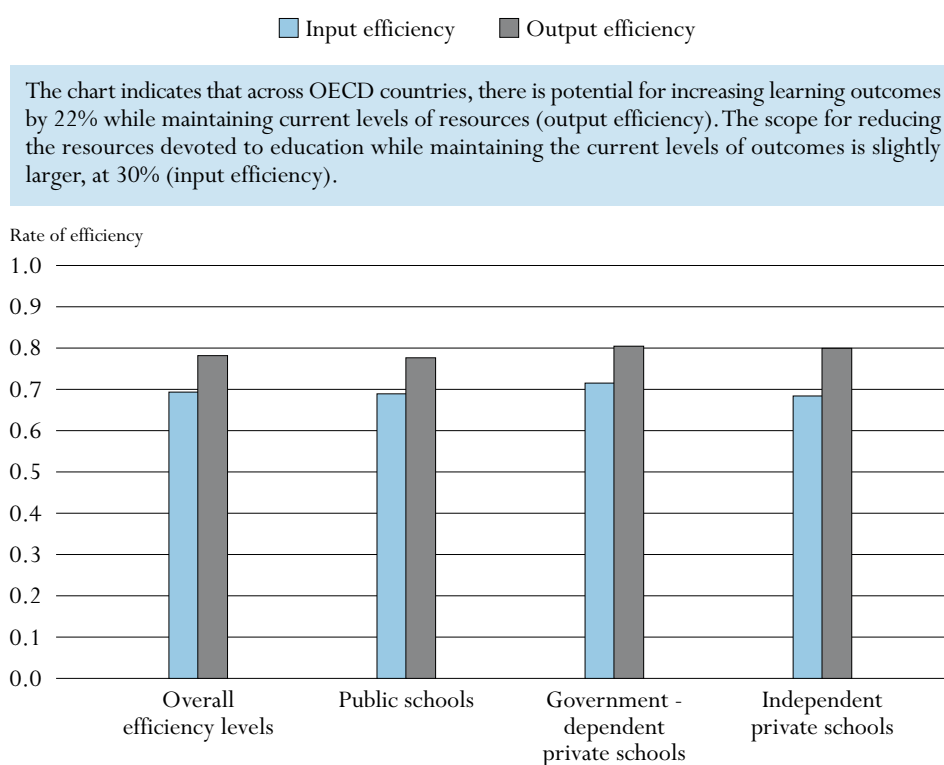 Input efficiency Output efficiency
The chart indicates that across OECD countries, there is potential for increasing learning outcomes
by 22% while maintaining current levels of resources (output efficiency). The scope for reducing
the resources devoted to education while maintaining the current levels of outcomes is slightly
larger, at 30% (input efficiency).
Rate of efficiency
1.0
0.9
0.8
0.7
0.6
0.5
0.4
0.3
0.2
0.1
0.0
Overall
efficiency levels
Public schools
Government -
dependent
private schools
Independent
private schools